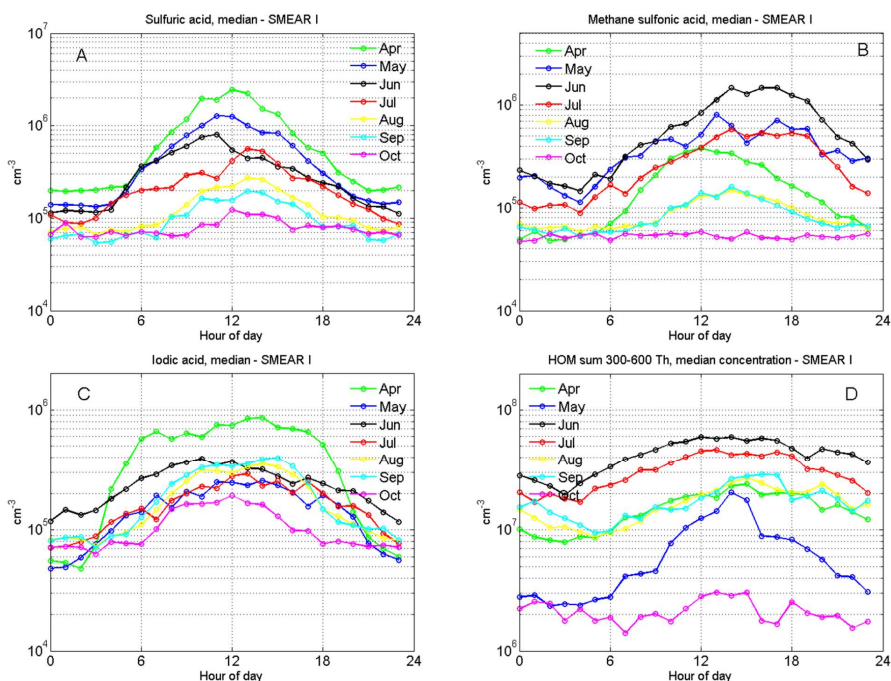 Sulfuric acid, median - SMEAR I
10^7
A
Apr
May
Jun
Jul
Aug
Sep
Oct
10^6
cm^-3
10^5
10^4
0 6 12 18 24
Hour of day
Methane sulfonic acid, median - SMEAR I
B
Apr
May
Jun
Jul
Aug
Sep
Oct
10^6
cm^-3
10^5
10^4
0 6 12 18 24
Hour of day
Iodic acid, median - SMEAR I
C
Apr
May
Jun
Jul
Aug
Sep
Oct
10^6
cm^-3
10^5
10^4
0 6 12 18 24
Hour of day
HOM sum 300-600 Th, median concentration - SMEAR I
D
Apr
May
Jun
Jul
Aug
Sep
Oct
10^8
cm^-3
10^7
10^6
0 6 12 18 24
Hour of day